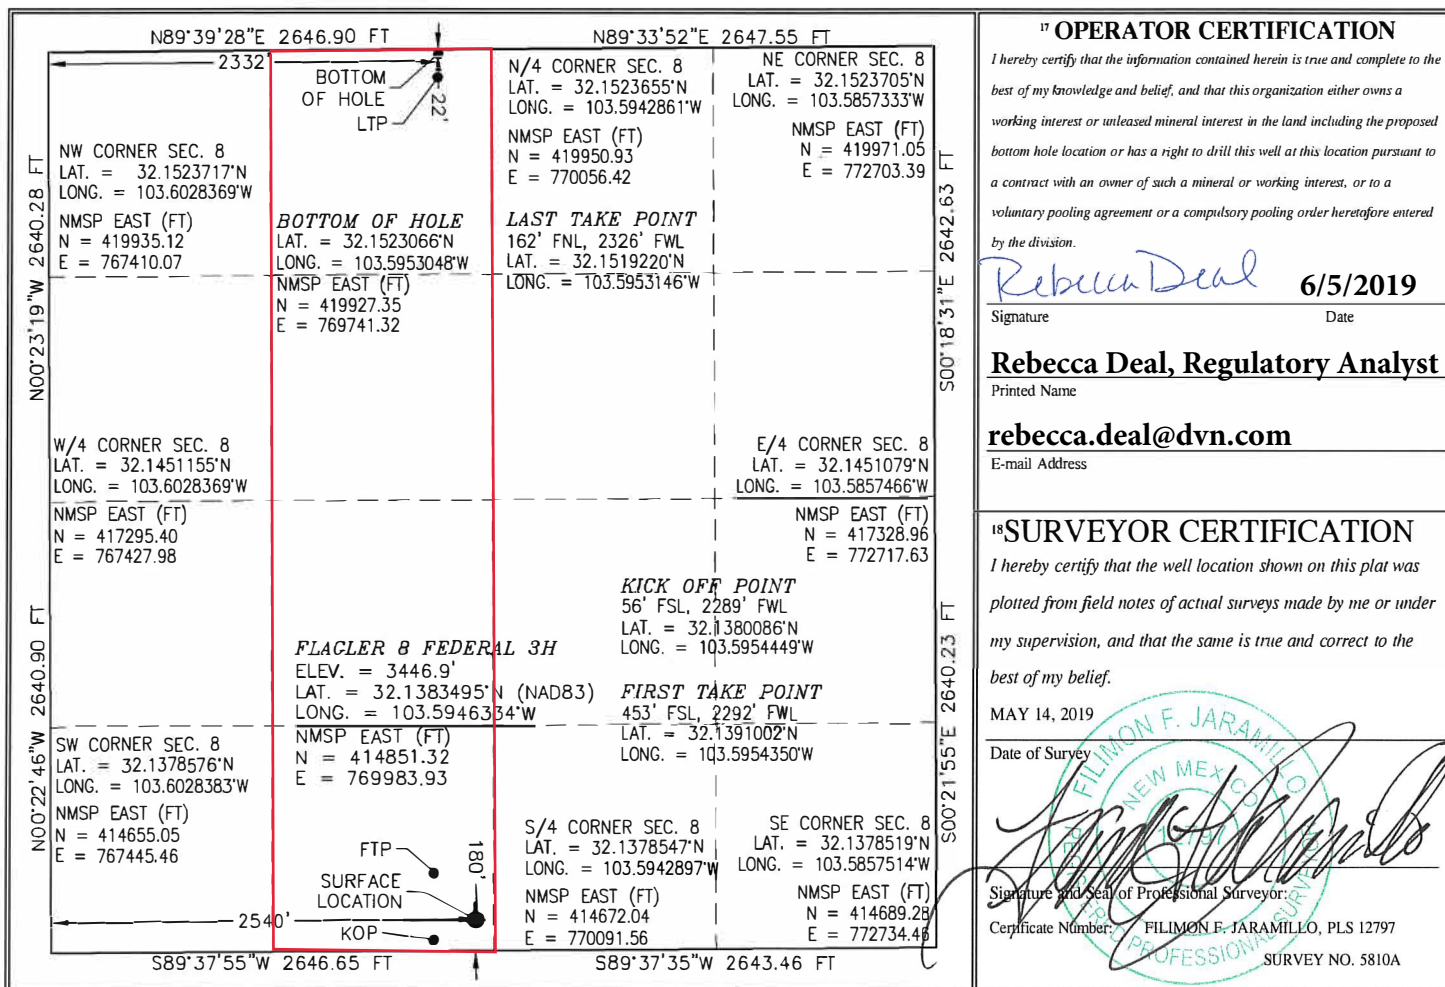 N89°39'28"E 2646.90 FT
N89°33'52"E 2647.55 FT
2332'
BOTTOM
OF HOLE
LTP
22'
N/4 CORNER SEC. 8
LAT. = 32.1523655°N
LONG. = 103.5942861°W
NMSP EAST (FT)
N = 419950.93
E = 770056.42
NE CORNER SEC. 8
LAT. = 32.1523705°N
LONG. = 103.5857333°W
NMSP EAST (FT)
N = 419971.05
E = 772703.39
NW CORNER SEC. 8
LAT. = 32.1523717°N
LONG. = 103.6028369°W
NMSP EAST (FT)
N = 419935.12
E = 767410.07
N00°23'19"W 2640.28 FT
BOTTOM OF HOLE
LAT. = 32.1523066°N
LONG. = 103.5953048°W
NMSP EAST (FT)
N = 419927.35
E = 769741.32
LAST TAKE POINT
162' FNL, 2326' FWL
LAT. = 32.1519220°N
LONG. = 103.5953146°W
S00°18'31"E 2642.63 FT
W/4 CORNER SEC. 8
LAT. = 32.1451155°N
LONG. = 103.6028369°W
NMSP EAST (FT)
N = 417295.40
E = 767427.98
E/4 CORNER SEC. 8
LAT. = 32.1451079°N
LONG. = 103.5857466°W
NMSP EAST (FT)
N = 417328.96
E = 772717.63
KICK OFF POINT
56' FSL, 2289' FWL
LAT. = 32.1380086°N
LONG. = 103.5954449°W
FLAGLER 8 FEDERAL 3H
ELEV. = 3446.9'
LAT. = 32.1383495°N (NAD83)
LONG. = 103.5946334°W
NMSP EAST (FT)
N = 414851.32
E = 769983.93
FIRST TAKE POINT
453' FSL, 2292' FWL
LAT. = 32.1391002°N
LONG. = 103.5954350°W
N00°22'46"W 2640.90 FT
S00°21'55"E 2640.23 FT
SW CORNER SEC. 8
LAT. = 32.1378576°N
LONG. = 103.6028383°W
NMSP EAST (FT)
N = 414655.05
E = 767445.46
FTP
SURFACE
LOCATION
KOP
180'
2540'
S/4 CORNER SEC. 8
LAT. = 32.1378547°N
LONG. = 103.5942897°W
NMSP EAST (FT)
N = 414672.04
E = 770091.56
SE CORNER SEC. 8
LAT. = 32.1378519°N
LONG. = 103.5857514°W
NMSP EAST (FT)
N = 414689.28
E = 772734.46
S89°37'55"W 2646.65 FT
S89°37'35"W 2643.46 FT
17 OPERATOR CERTIFICATION
I hereby certify that the information contained herein is true and complete to the
best of my knowledge and belief, and that this organization either owns a
working interest or unleased mineral interest in the land including the proposed
bottom hole location or has a right to drill this well at this location pursuant to
a contract with an owner of such a mineral or working interest, or to a
voluntary pooling agreement or a compulsory pooling order heretofore entered
by the division.
Rebecca Deal 6/5/2019
Signature Date
Rebecca Deal, Regulatory Analyst
Printed Name
rebecca.deal@dvn.com
E-mail Address
18 SURVEYOR CERTIFICATION
I hereby certify that the well location shown on this plat was
plotted from field notes of actual surveys made by me or under
my supervision, and that the same is true and correct to the
best of my belief.
MAY 14, 2019
Date of Survey
FILIMON F. JARAMILLO
NEW MEXICO
12797
REGISTERED PROFESSIONAL SURVEYOR
Signature and Seal of Professional Surveyor:
Certificate Number: FILIMON F. JARAMILLO, PLS 12797
SURVEY NO. 5810A